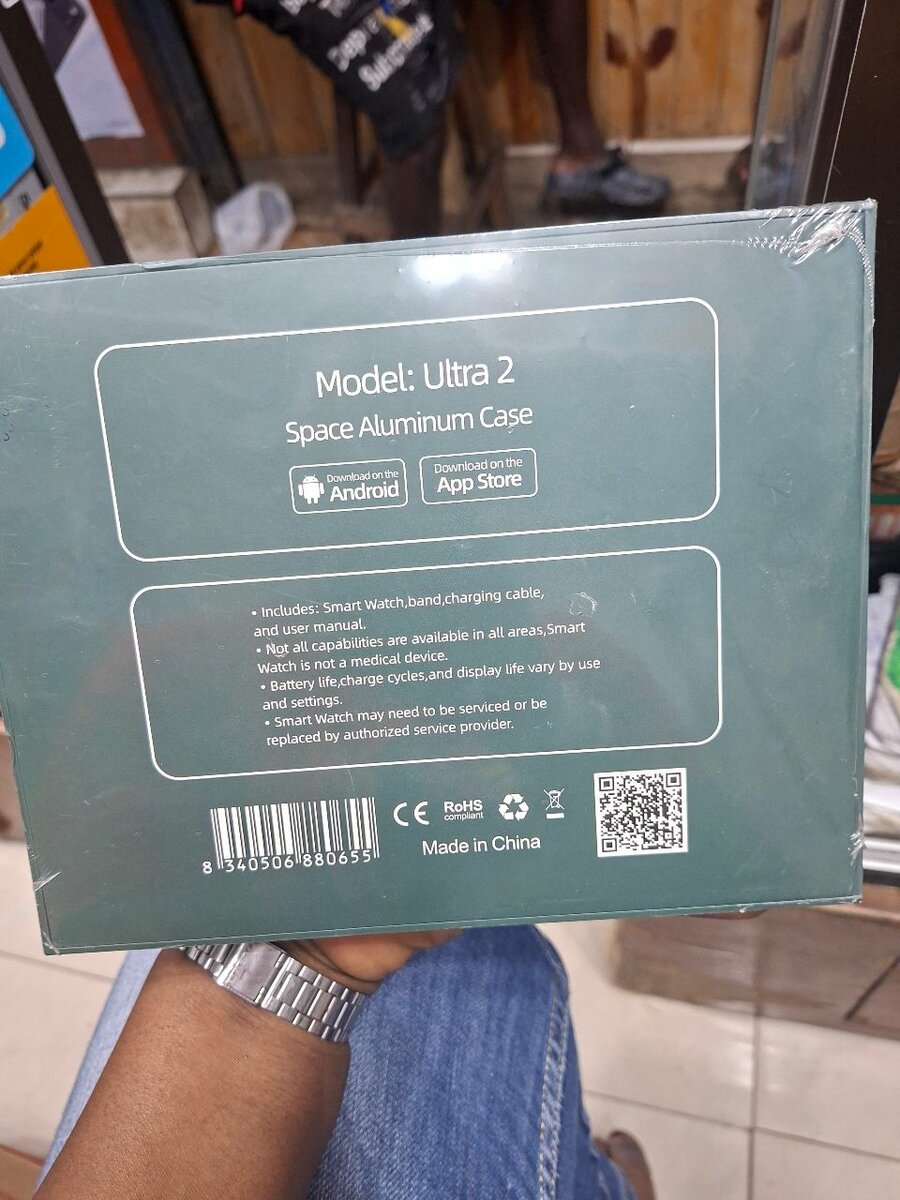 Model: Ultra 2
Space Aluminum Case
Download on the
Android
Download on the
App Store
• Includes: Smart Watch,band,charging cable,
and user manual.
• Not all capabilities are available in all areas,Smart
Watch is not a medical device.
• Battery life,charge cycles,and display life vary by use
and settings.
• Smart Watch may need to be serviced or be
replaced by authorized service provider.
8 340506 880655
CE
RoHS
compliant
Made in China